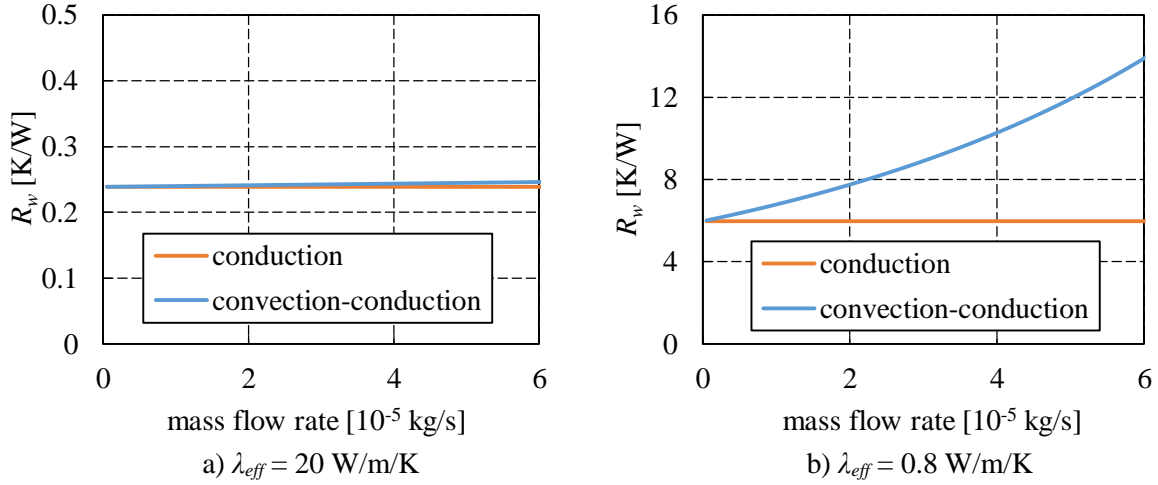 0.5
0.4
0.3
0.2
0.1
0
R_w [K/W]
conduction
convection-conduction
0 2 4 6
mass flow rate [10⁻⁵ kg/s]
a) λ_eff = 20 W/m/K
16
12
8
4
0
R_w [K/W]
conduction
convection-conduction
0 2 4 6
mass flow rate [10⁻⁵ kg/s]
b) λ_eff = 0.8 W/m/K